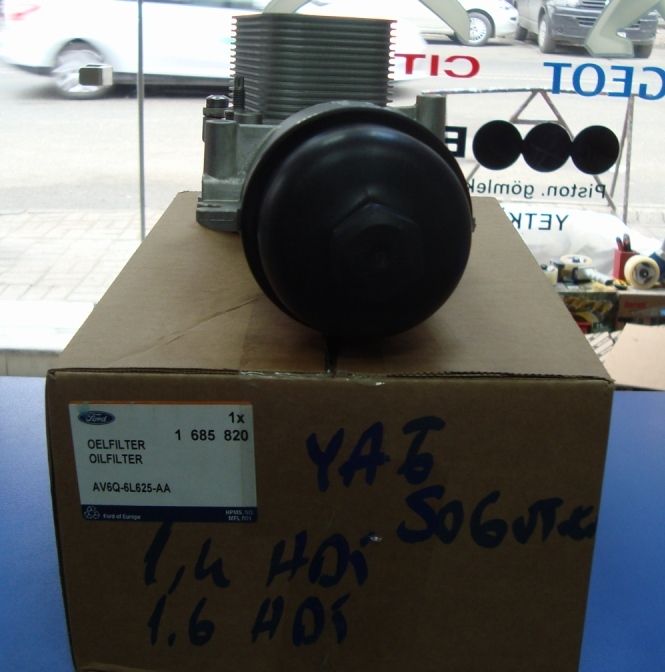 CIT
GEOT
E
Piston, gömlek
YETK
Ford
1x
OELFILTER 1 685 820
OILFILTER
AV6Q-6L625-AA
Ford of Europe
YAĞ
1,4 HDi
1.6 HDi